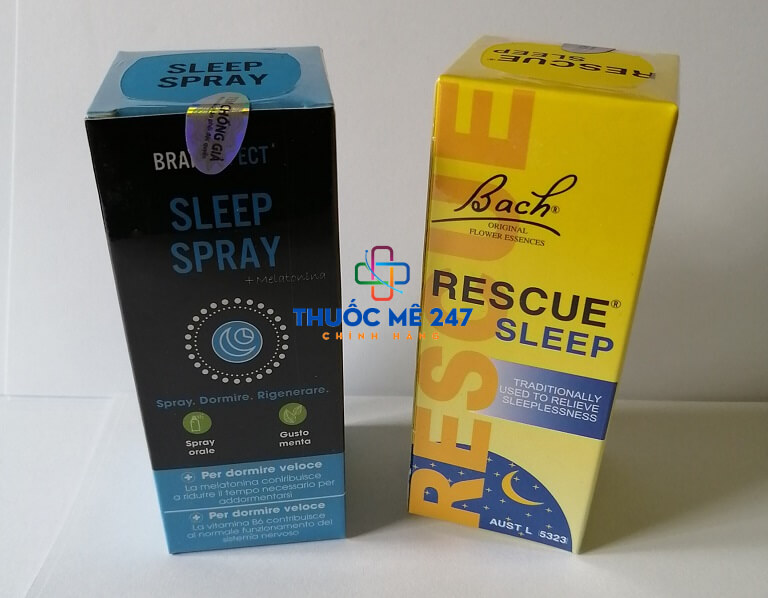 SLEEP
SPRAY
CHỐNG GIẢ
SLEEP
SPRAY
+ Melatonina
Spray. Dormire. Rigenerare.
Spray
orale
Gusto
menta
Per dormire veloce
La melatonina contribuisce
a ridurre il tempo necessario per
addormentarsi
Per dormire veloce
La vitamina B6 contribuisce
al normale funzionamento del
sistema nervoso
THUỐC MÊ 247
CHÍNH HÃNG
RESCUE®
SLEEP
RESCUE
Bach®
ORIGINAL
FLOWER ESSENCES
RESCUE®
SLEEP
TRADITIONALLY
USED TO RELIEVE
SLEEPLESSNESS
AUST L 5323